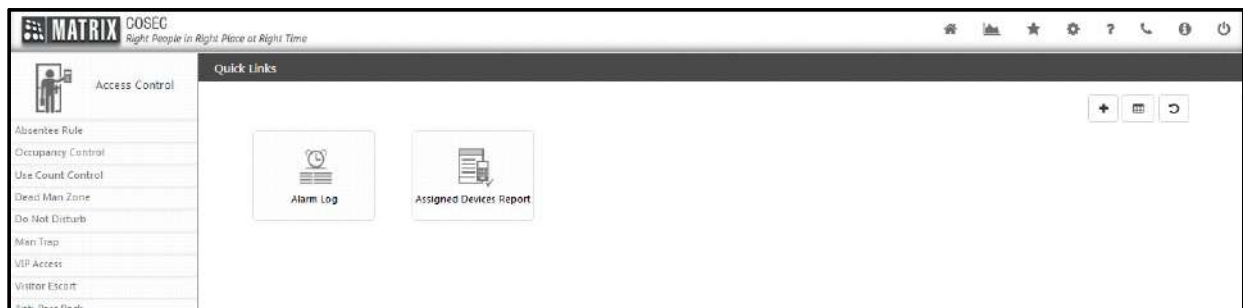 MATRIX COSEC
Right People in Right Place at Right Time
?
Access Control
Quick Links
Absentee Rule
Occupancy Control
Use Count Control
Dead Man Zone
Do Not Disturb
Man Trap
VIP Access
Visitor Escort
Alarm Log
Assigned Devices Report